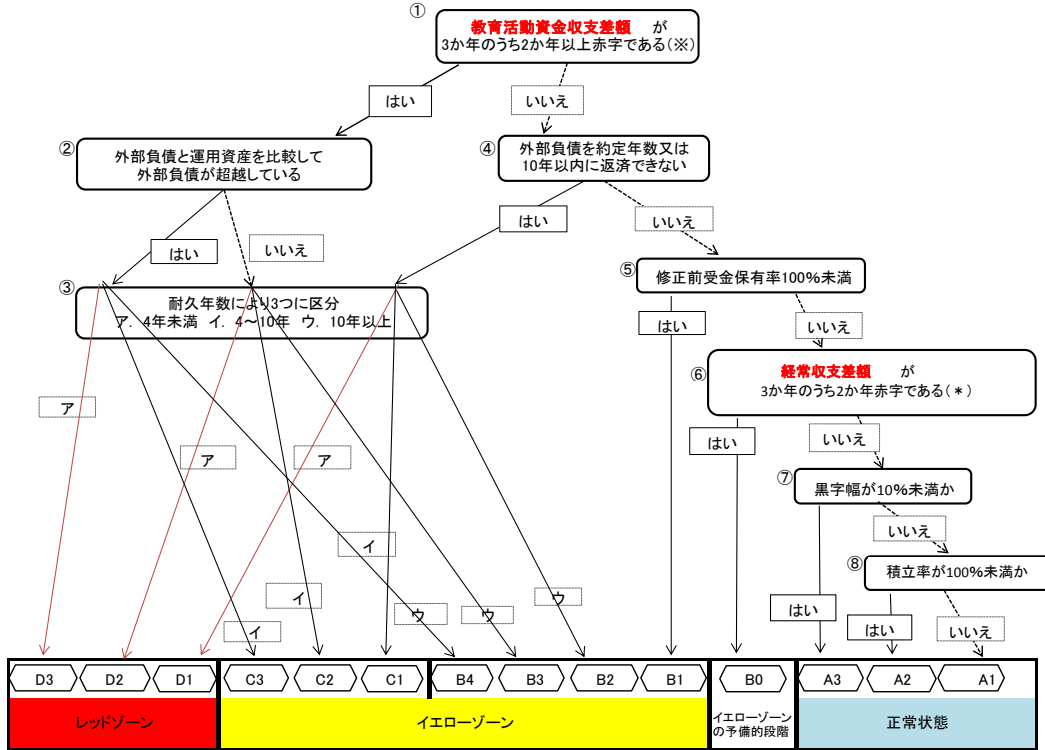 ①
教育活動資金収支差額 が
3か年のうち2か年以上赤字である(※)
はい
いいえ
②
外部負債と運用資産を比較して
外部負債が超越している
④
外部負債を約定年数又は
10年以内に返済できない
はい
いいえ
はい
いいえ
③
耐久年数により3つに区分
ア. 4年未満 イ. 4～10年 ウ. 10年以上
⑤
修正前受金保有率100%未満
はい
いいえ
⑥
経常収支差額 が
3か年のうち2か年赤字である(*)
ア
ア
ア
はい
いいえ
⑦
黒字幅が10%未満か
いいえ
イ
⑧
積立率が100%未満か
イ
イ
ウ
ウ
ウ
はい
はい
いいえ
D3 D2 D1 C3 C2 C1 B4 B3 B2 B1 B0 A3 A2 A1
レッドゾーン
イエローゾーン
イエローゾーン
の予備的段階
正常状態